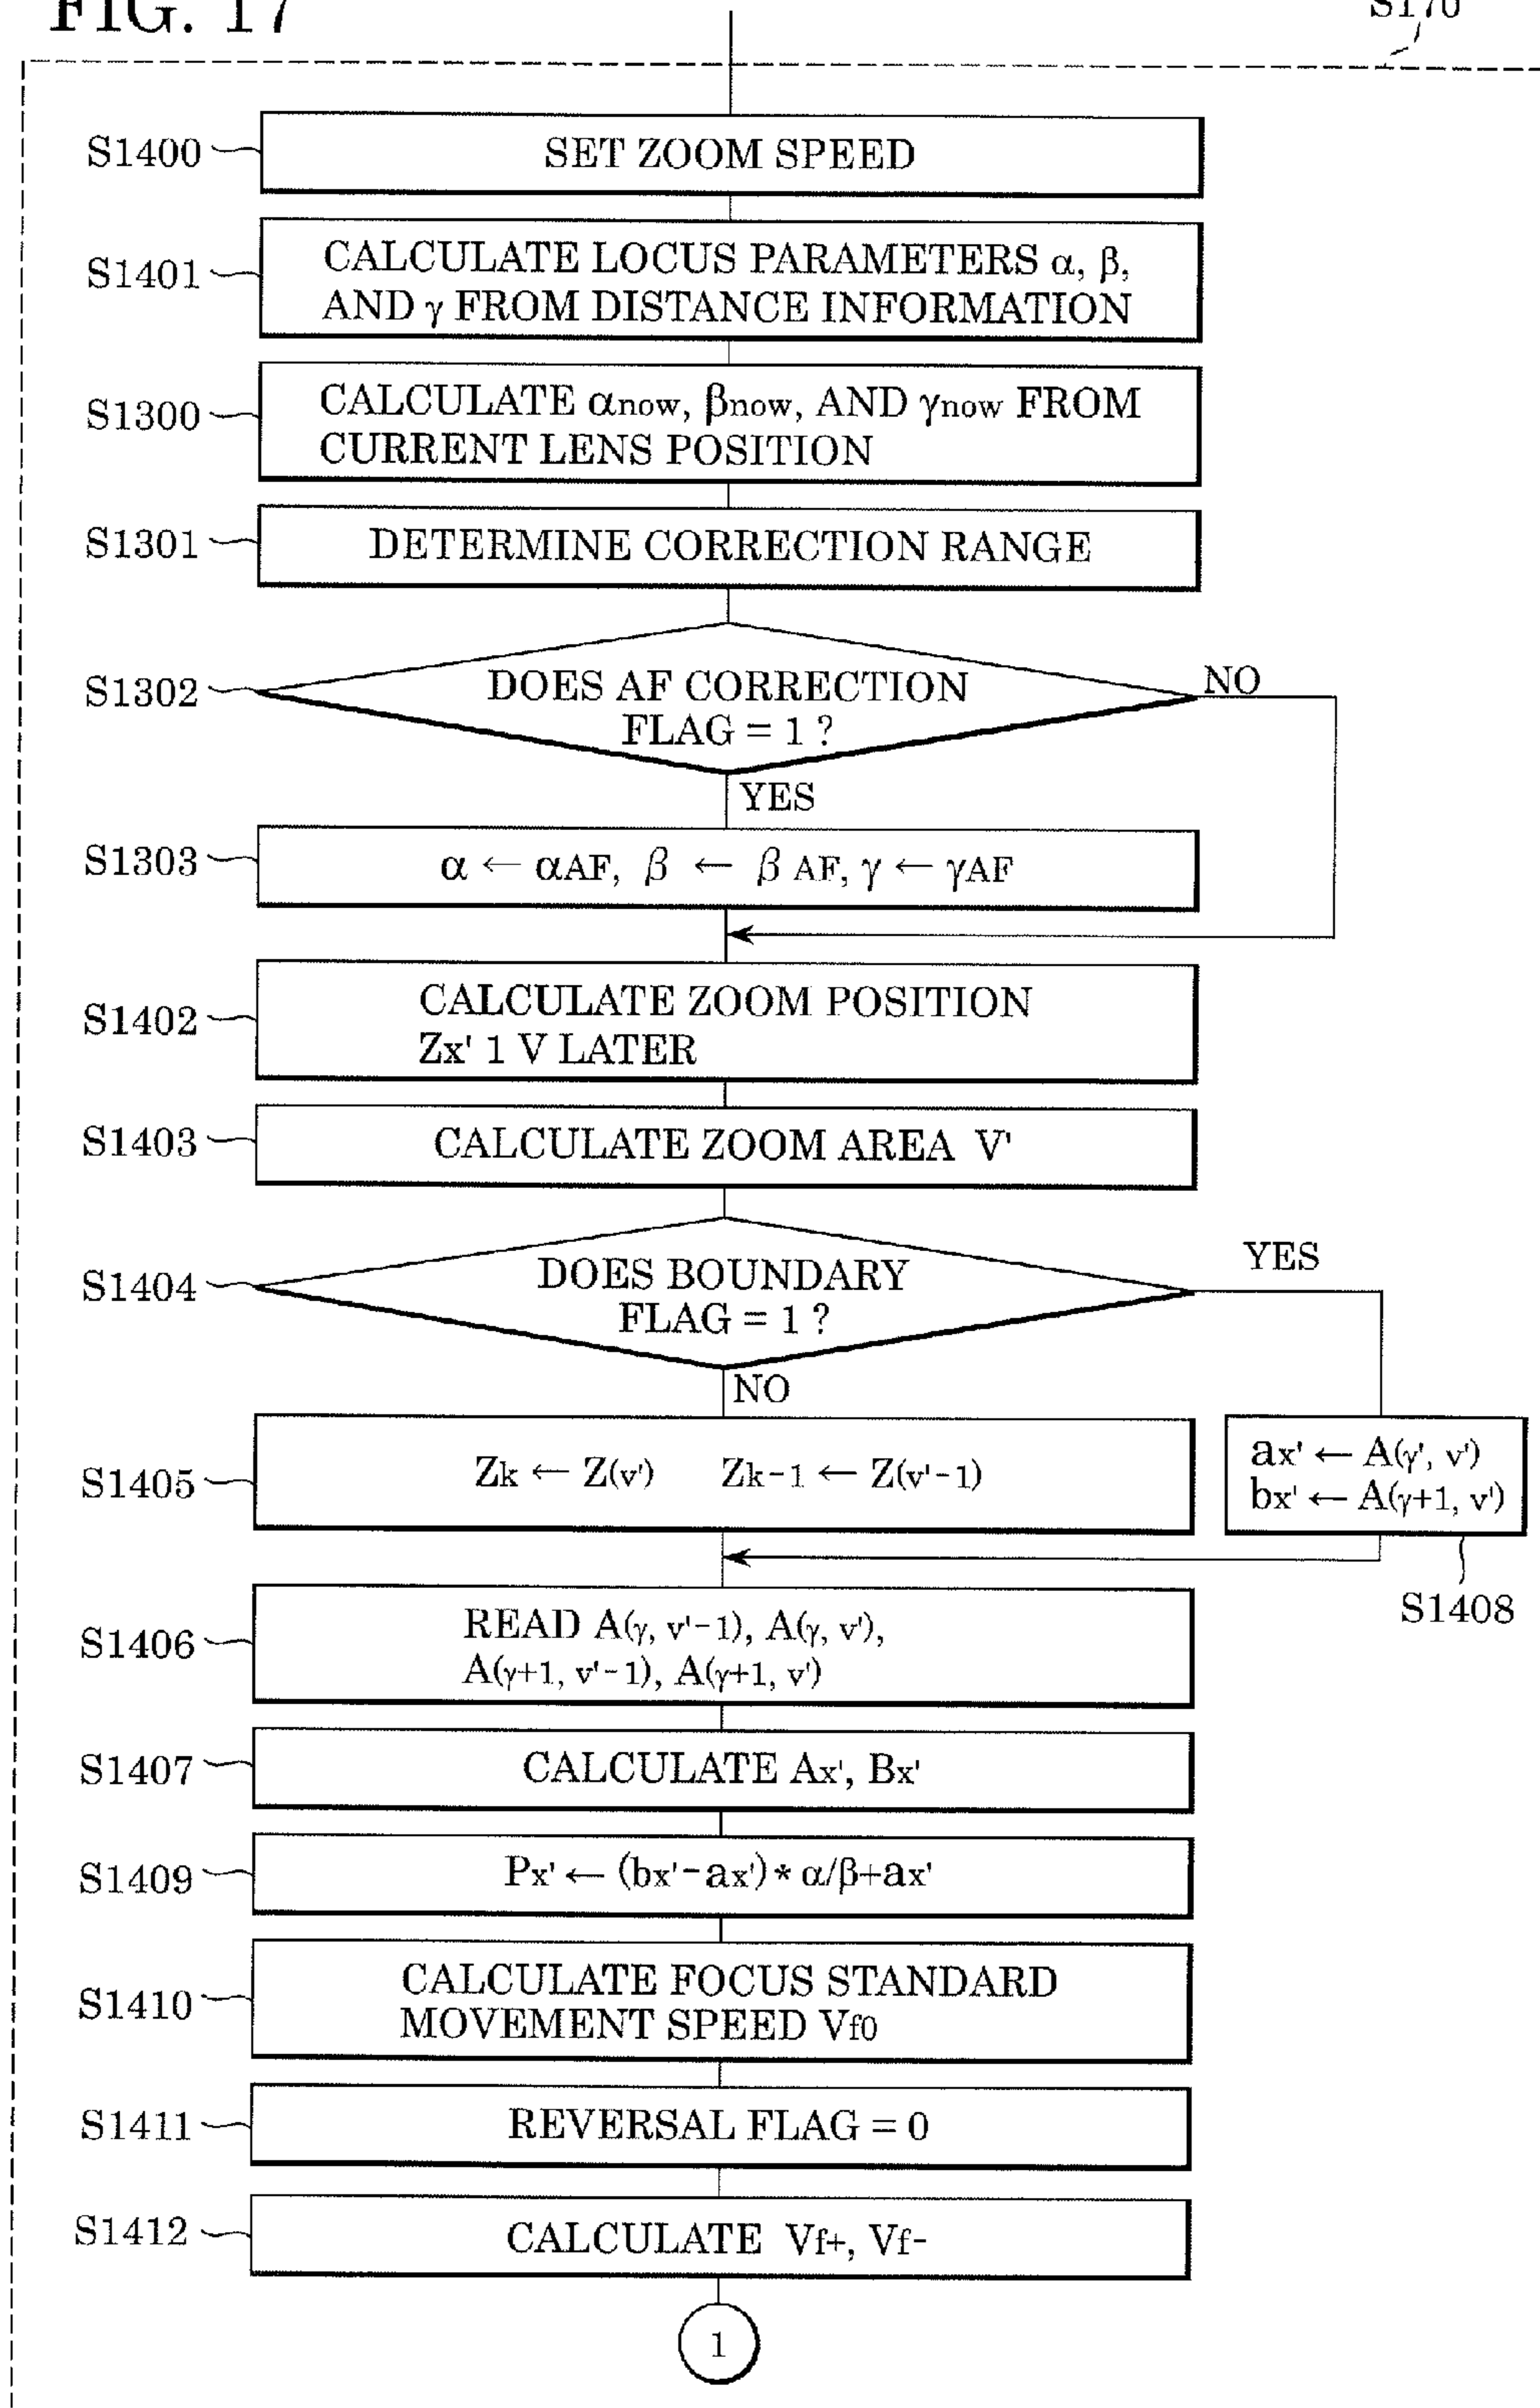 FIG. 17
S170
S1400
SET ZOOM SPEED
S1401
CALCULATE LOCUS PARAMETERS α, β,
AND γ FROM DISTANCE INFORMATION
S1300
CALCULATE αnow, βnow, AND γnow FROM
CURRENT LENS POSITION
S1301
DETERMINE CORRECTION RANGE
S1302
DOES AF CORRECTION
FLAG = 1 ?
NO
YES
S1303
α ← αAF, β ← β AF, γ ← γAF
S1402
CALCULATE ZOOM POSITION
Zx' 1 V LATER
S1403
CALCULATE ZOOM AREA V'
S1404
DOES BOUNDARY
FLAG = 1 ?
YES
NO
S1405
Zk ← Z(v') Zk-1 ← Z(v'-1)
ax' ← A(γ', v')
bx' ← A(γ+1, v')
S1408
S1406
READ A(γ, v'-1), A(γ, v'),
A(γ+1, v'-1), A(γ+1, v')
S1407
CALCULATE Ax', Bx'
S1409
Px' ← (bx'-ax') * α/β+ax'
S1410
CALCULATE FOCUS STANDARD
MOVEMENT SPEED Vf0
S1411
REVERSAL FLAG = 0
S1412
CALCULATE Vf+, Vf-
1